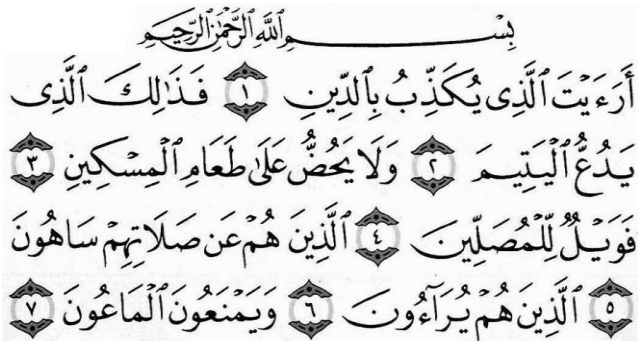 بِسْمِ ٱللَّهِ ٱلرَّحْمَٰنِ ٱلرَّحِيمِ
أَرَءَيْتَ ٱلَّذِى يُكَذِّبُ بِٱلدِّينِ ١ فَذَٰلِكَ ٱلَّذِى
يَدُعُّ ٱلْيَتِيمَ ٢ وَلَا يَحُضُّ عَلَىٰ طَعَامِ ٱلْمِسْكِينِ ٣
فَوَيْلٌ لِّلْمُصَلِّينَ ٤ ٱلَّذِينَ هُمْ عَن صَلَاتِهِمْ سَاهُونَ
٥ ٱلَّذِينَ هُمْ يُرَآءُونَ ٦ وَيَمْنَعُونَ ٱلْمَاعُونَ ٧